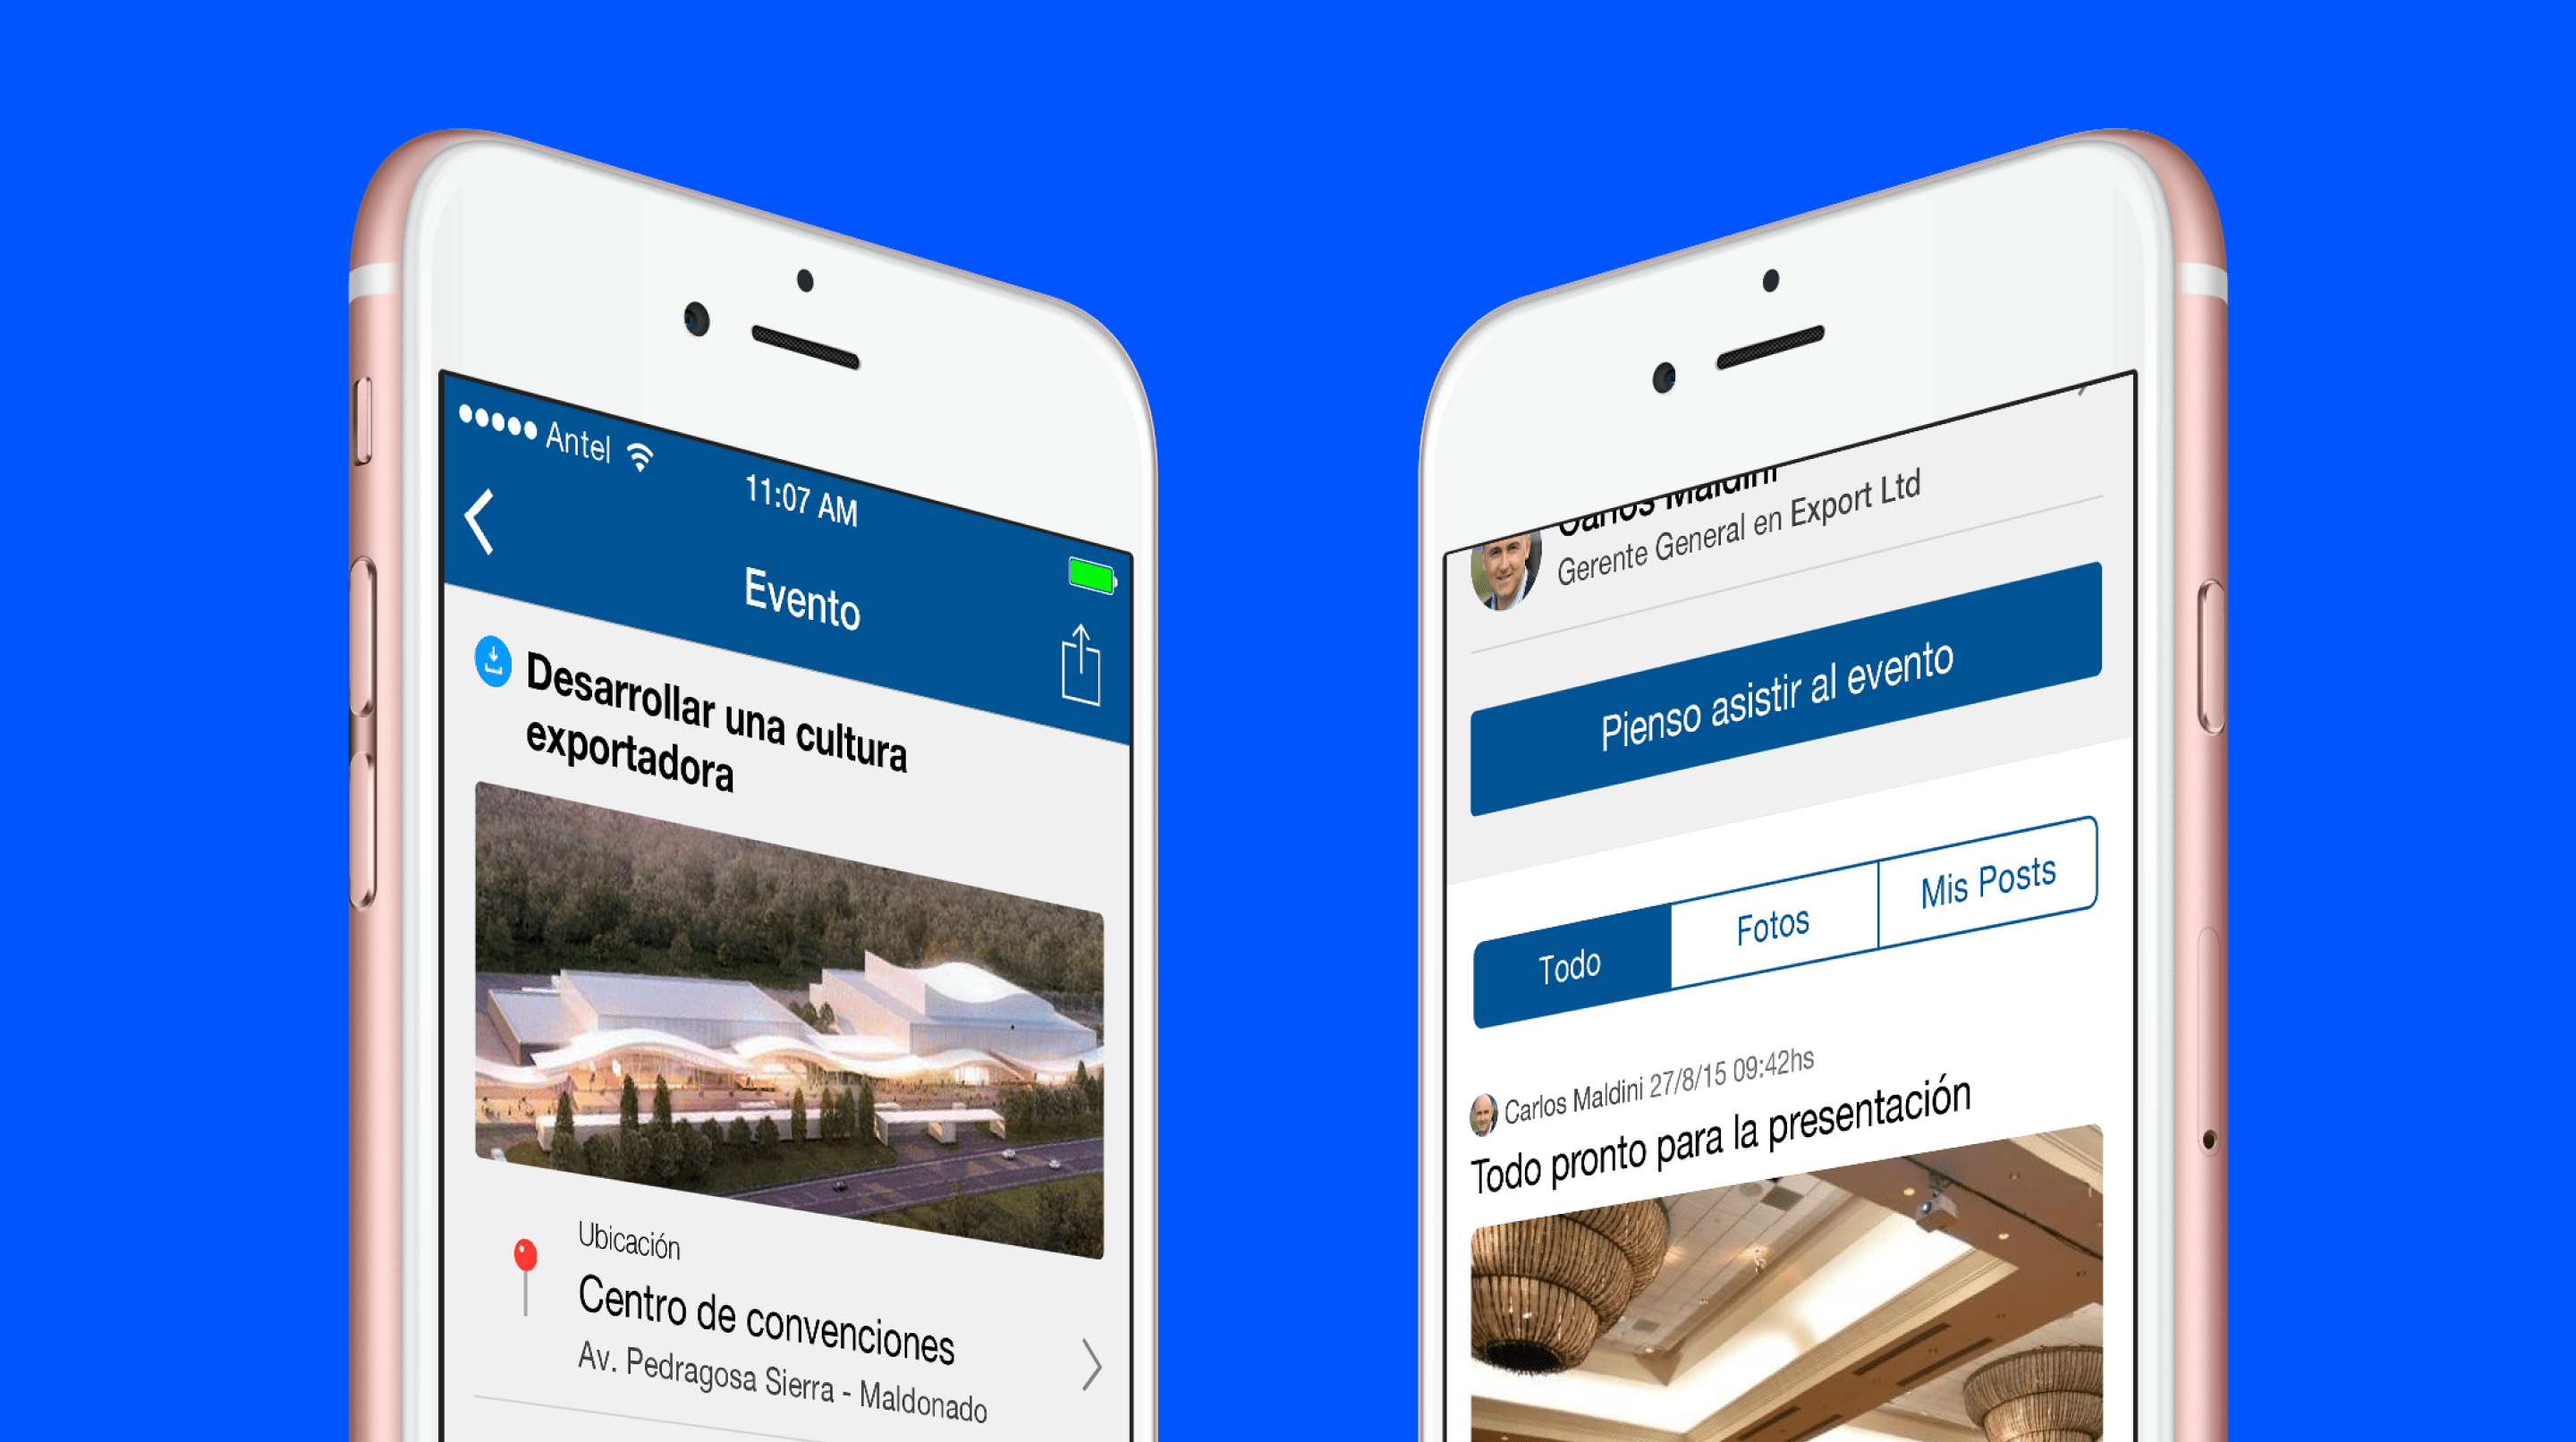 Antel
11:07 AM
Evento
Desarrollar una cultura
exportadora
Ubicación
Centro de convenciones
Av. Pedragosa Sierra - Maldonado
Carlos Maldini
Gerente General en Export Ltd
Pienso asistir al evento
Todo
Fotos
Mis Posts
Carlos Maldini 27/8/15 09:42hs
Todo pronto para la presentación